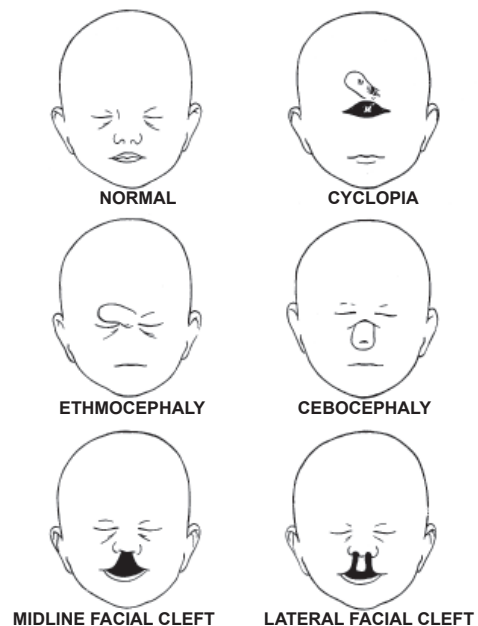 NORMAL
CYCLOPIA
ETHMOCEPHALY
CEBOCEPHALY
MIDLINE FACIAL CLEFT
LATERAL FACIAL CLEFT